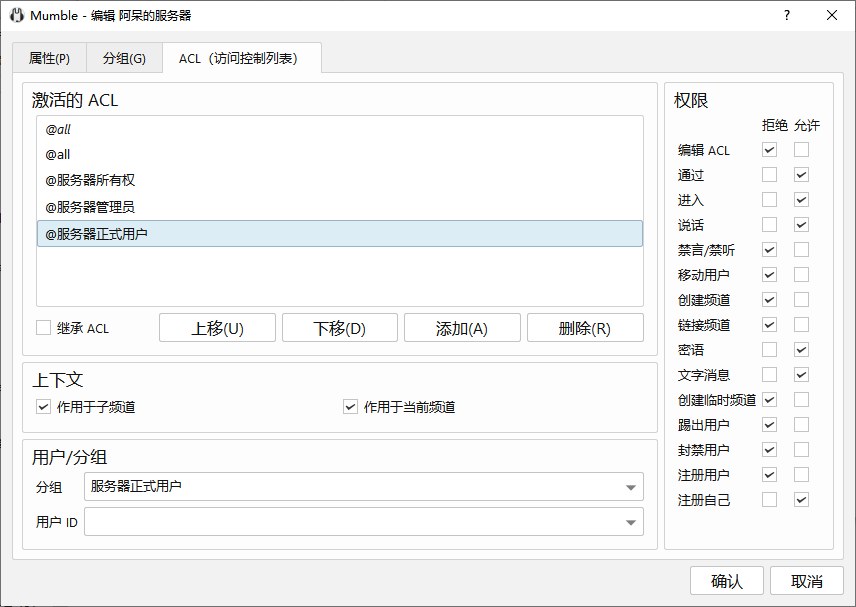 Mumble - 编辑 阿呆的服务器
?
属性(P)
分组(G)
ACL（访问控制列表）
激活的 ACL
@all
@all
@服务器所有权
@服务器管理员
@服务器正式用户
继承 ACL
上移(U)
下移(D)
添加(A)
删除(R)
上下文
作用于子频道
作用于当前频道
用户/分组
分组
服务器正式用户
用户 ID
权限
拒绝 允许
编辑 ACL
通过
进入
说话
禁言/禁听
移动用户
创建频道
链接频道
密语
文字消息
创建临时频道
踢出用户
封禁用户
注册用户
注册自己
确认
取消